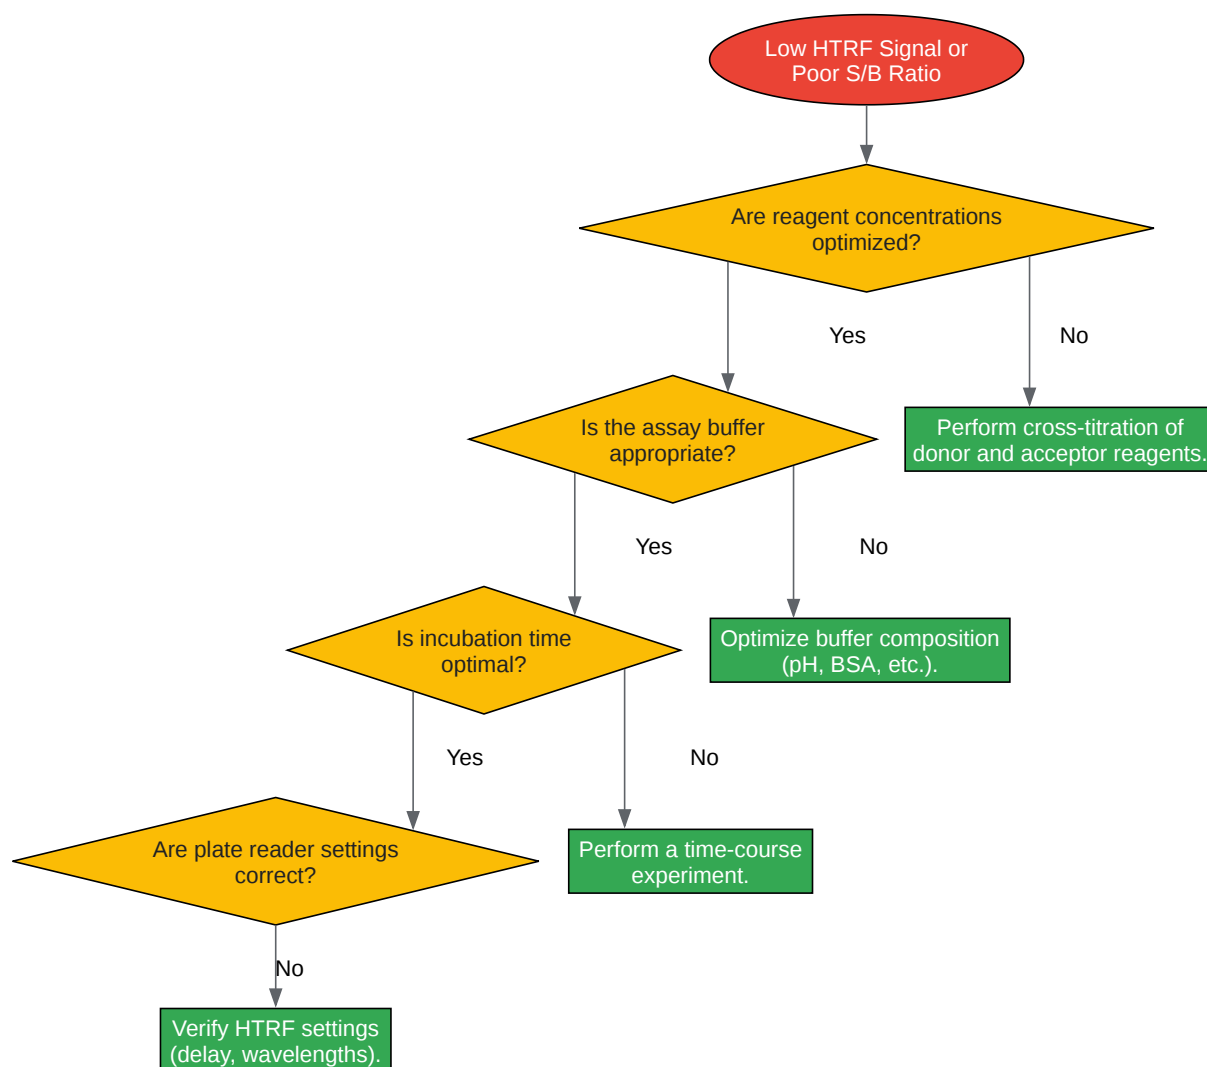 Low HTRF Signal or
Poor S/B Ratio
Are reagent concentrations
optimized?
Yes
No
Is the assay buffer
appropriate?
Perform cross-titration of
donor and acceptor reagents.
Yes
No
Is incubation time
optimal?
Optimize buffer composition
(pH, BSA, etc.).
Yes
No
Are plate reader settings
correct?
Perform a time-course
experiment.
No
Verify HTRF settings
(delay, wavelengths).